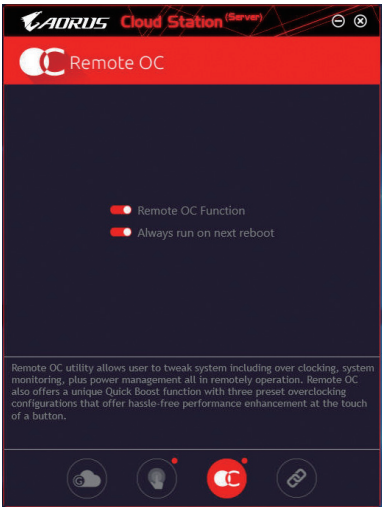 AORUS Cloud Station (Server)
Remote OC
Remote OC Function
Always run on next reboot
Remote OC utility allows user to tweak system including over clocking, system
monitoring, plus power management all in remotely operation. Remote OC
also offers a unique Quick Boost function with three preset overclocking
configurations that offer hassle-free performance enhancement at the touch
of a button.
G